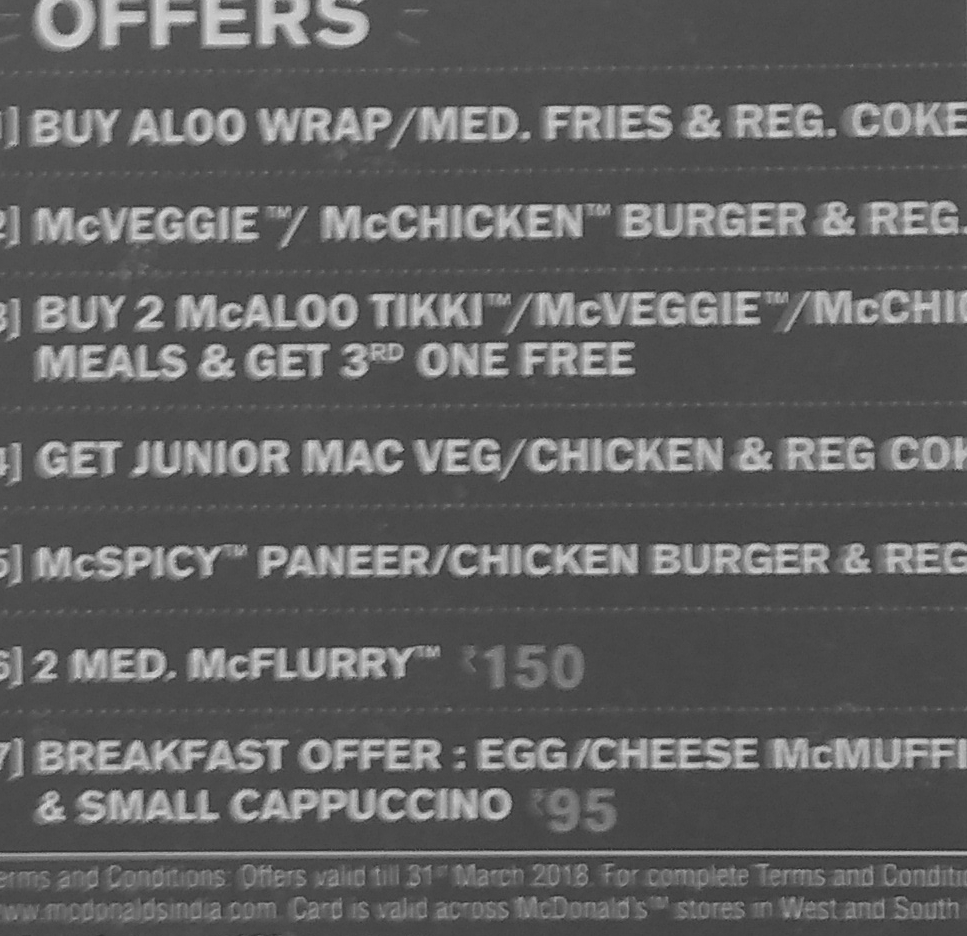 OFFERS
1] BUY ALOO WRAP/MED. FRIES & REG. COKE
2] McVEGGIE™/ McCHICKEN™ BURGER & REG.
3] BUY 2 McALOO TIKKI™/McVEGGIE™/McCHIC
MEALS & GET 3RD ONE FREE
4] GET JUNIOR MAC VEG/CHICKEN & REG COK
5] McSPICY™ PANEER/CHICKEN BURGER & REG
6] 2 MED. McFLURRY™ ₹150
7] BREAKFAST OFFER : EGG/CHEESE McMUFFI
& SMALL CAPPUCCINO ₹95
erms and Conditions: Offers valid till 31st March 2018. For complete Terms and Conditio
ww.mcdonaldsindia.com. Card is valid across McDonald's™ stores in West and South